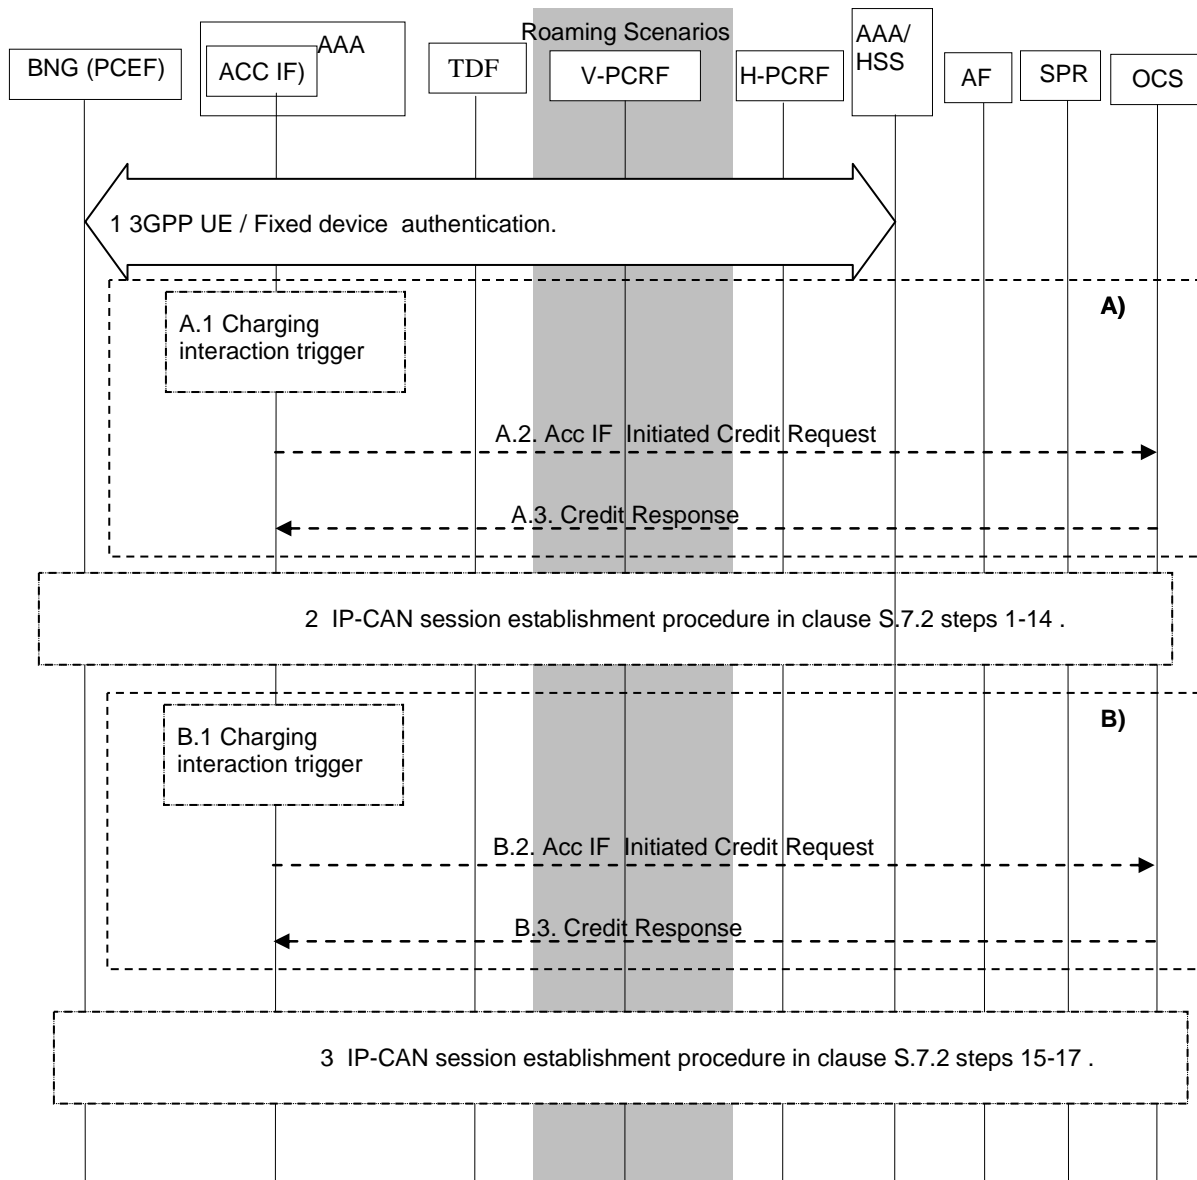 Roaming Scenarios
BNG (PCEF)
AAA
ACC IF)
TDF
V-PCRF
H-PCRF
AAA/
HSS
AF
SPR
OCS
1 3GPP UE / Fixed device  authentication.
A)
A.1 Charging
interaction trigger
A.2. Acc IF  Initiated Credit Request
A.3. Credit Response
2  IP-CAN session establishment procedure in clause S.7.2 steps 1-14 .
B)
B.1 Charging
interaction trigger
B.2. Acc IF  Initiated Credit Request
B.3. Credit Response
3  IP-CAN session establishment procedure in clause S.7.2 steps 15-17 .